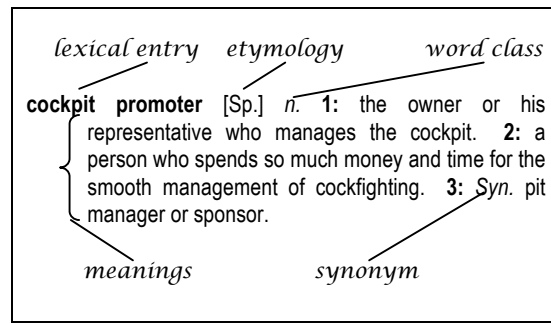 lexical entry etymology word class
cockpit promoter [Sp.] n. 1: the owner or his
representative who manages the cockpit. 2: a
person who spends so much money and time for the
smooth management of cockfighting. 3: Syn. pit
manager or sponsor.
meanings synonym